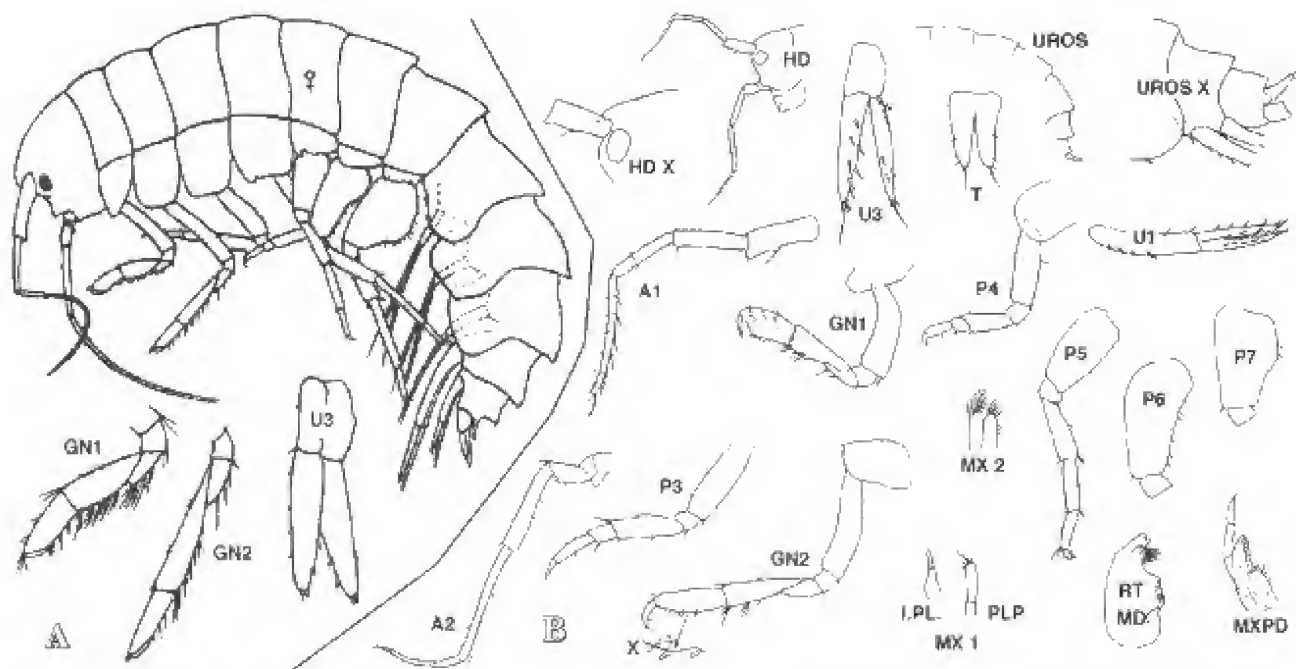 ♀
HD
UROS
UROS X
HD X
U3
T
U1
A1
P4
GN1
P5
P7
P6
U3
GN1
MX 2
P3
GN2
GN2
I.PL.
PLP
RT
MD
A
A2
B
X
MX 1
MXPD